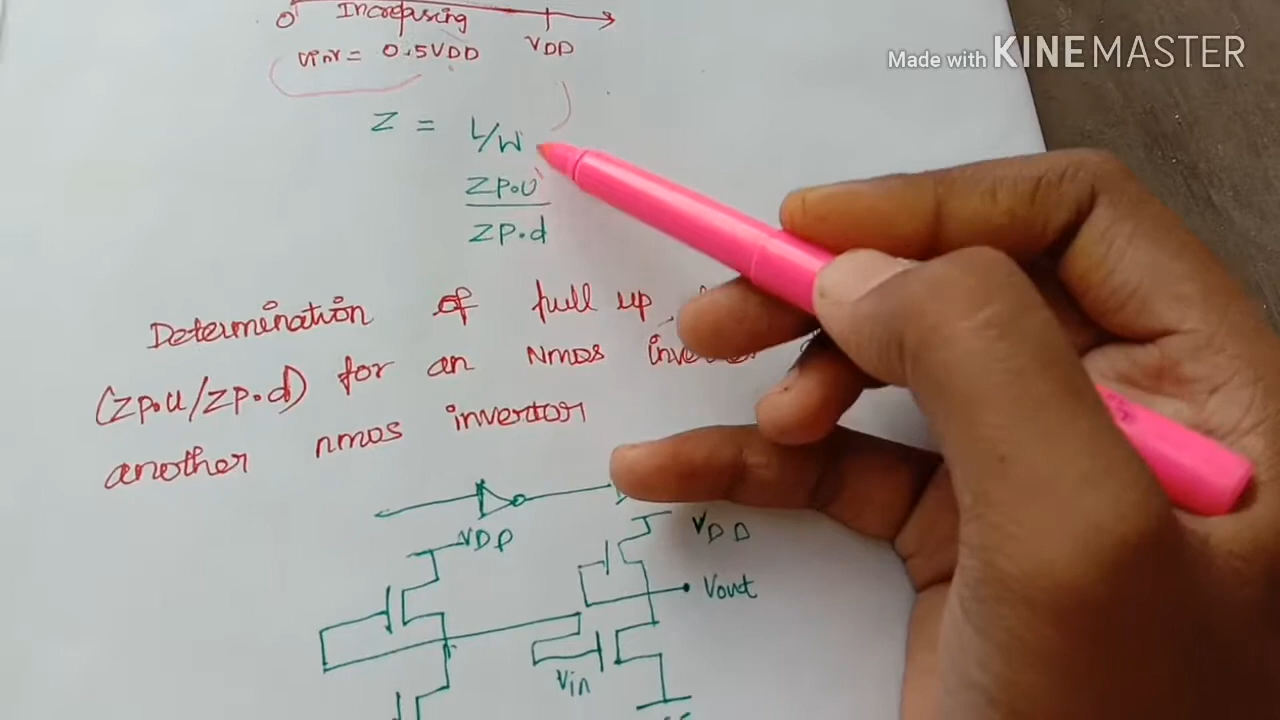 0 Increasing
Vinv = 0.5VDD VDD
Made with KINEMASTER
Z = L/W
Zp.u
Zp.d
Determination of pull up
(Zp.u/Zp.d) for an NMOS
another nmos invertor
VDD
VDD
Vout
Vin